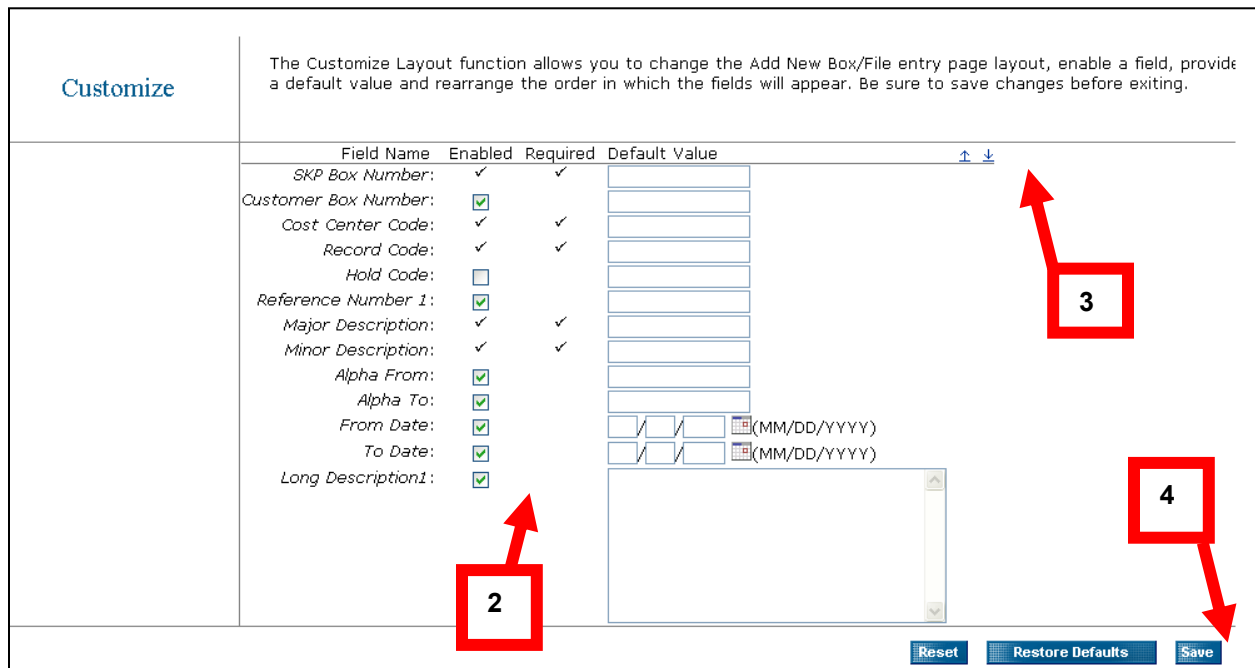 Customize
The Customize Layout function allows you to change the Add New Box/File entry page layout, enable a field, provide
a default value and rearrange the order in which the fields will appear. Be sure to save changes before exiting.
Field Name Enabled Required Default Value
SKP Box Number:
Customer Box Number:
Cost Center Code:
Record Code:
Hold Code:
Reference Number 1:
Major Description:
Minor Description:
Alpha From:
Alpha To:
From Date: / / (MM/DD/YYYY)
To Date: / / (MM/DD/YYYY)
Long Description1:
3
4
2
Reset Restore Defaults Save